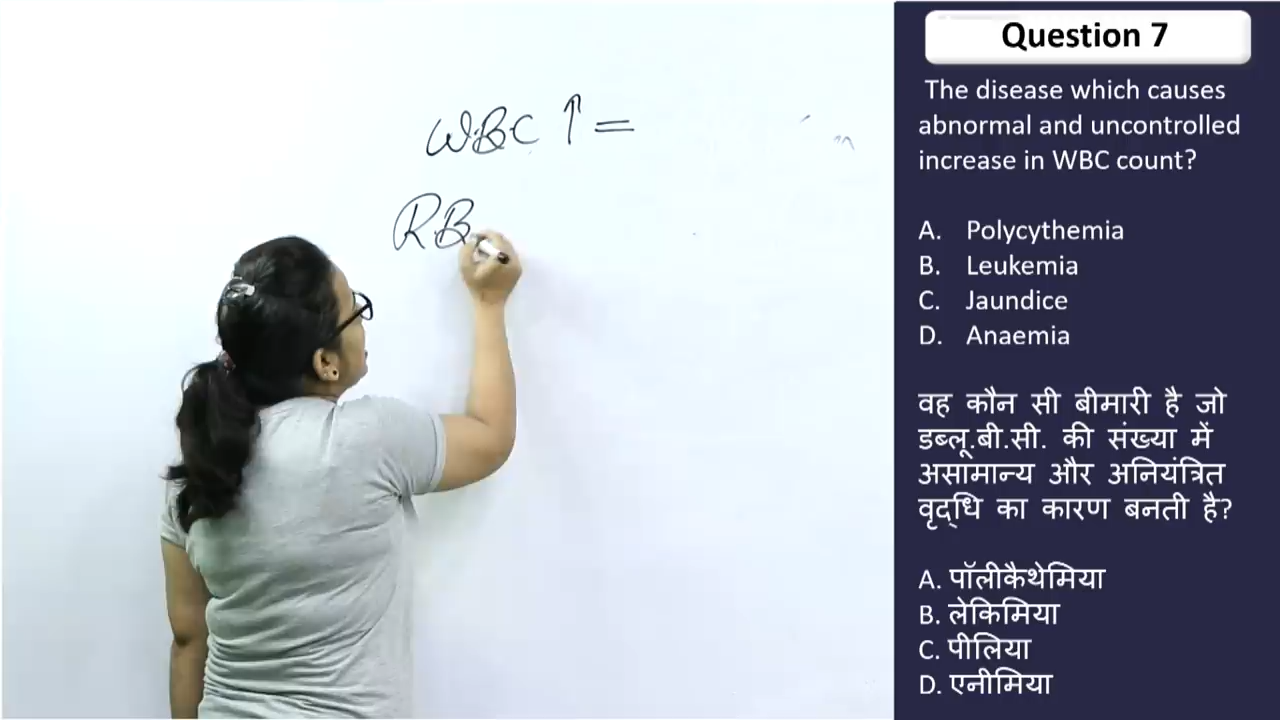 WBC ↑ =
RB
Question 7
The disease which causes
abnormal and uncontrolled
increase in WBC count?
A. Polycythemia
B. Leukemia
C. Jaundice
D. Anaemia
वह कौन सी बीमारी है जो
डब्लू.बी.सी. की संख्या में
असामान्य और अनियंत्रित
वृद्धि का कारण बनती है?
A. पॉलीकैथेमिया
B. लेकिमिया
C. पीलिया
D. एनीमिया